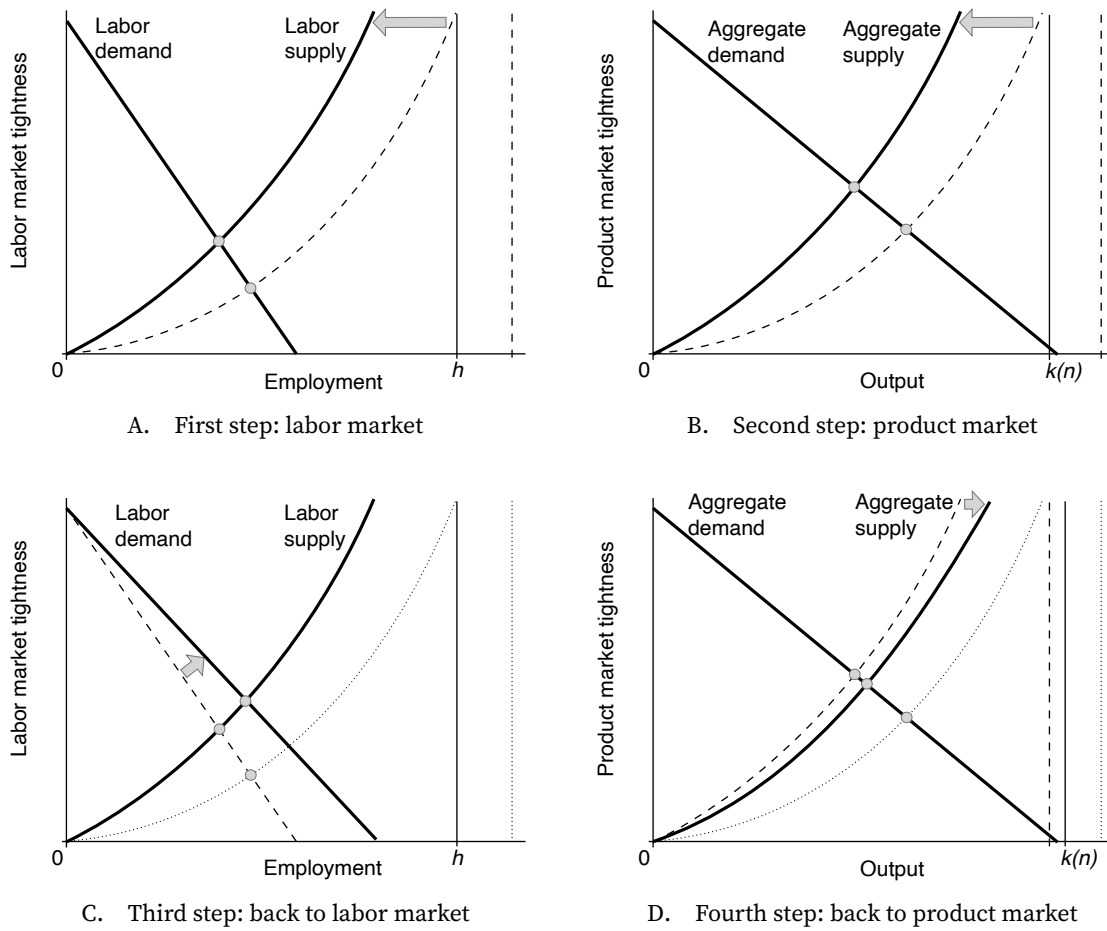 Labor
demand
Labor
supply
Labor market tightness
0
Employment
h
A. First step: labor market
Aggregate
demand
Aggregate
supply
Product market tightness
0
Output
k(n)
B. Second step: product market
Labor
demand
Labor
supply
Labor market tightness
0
Employment
h
C. Third step: back to labor market
Aggregate
demand
Aggregate
supply
Product market tightness
0
Output
k(n)
D. Fourth step: back to product market